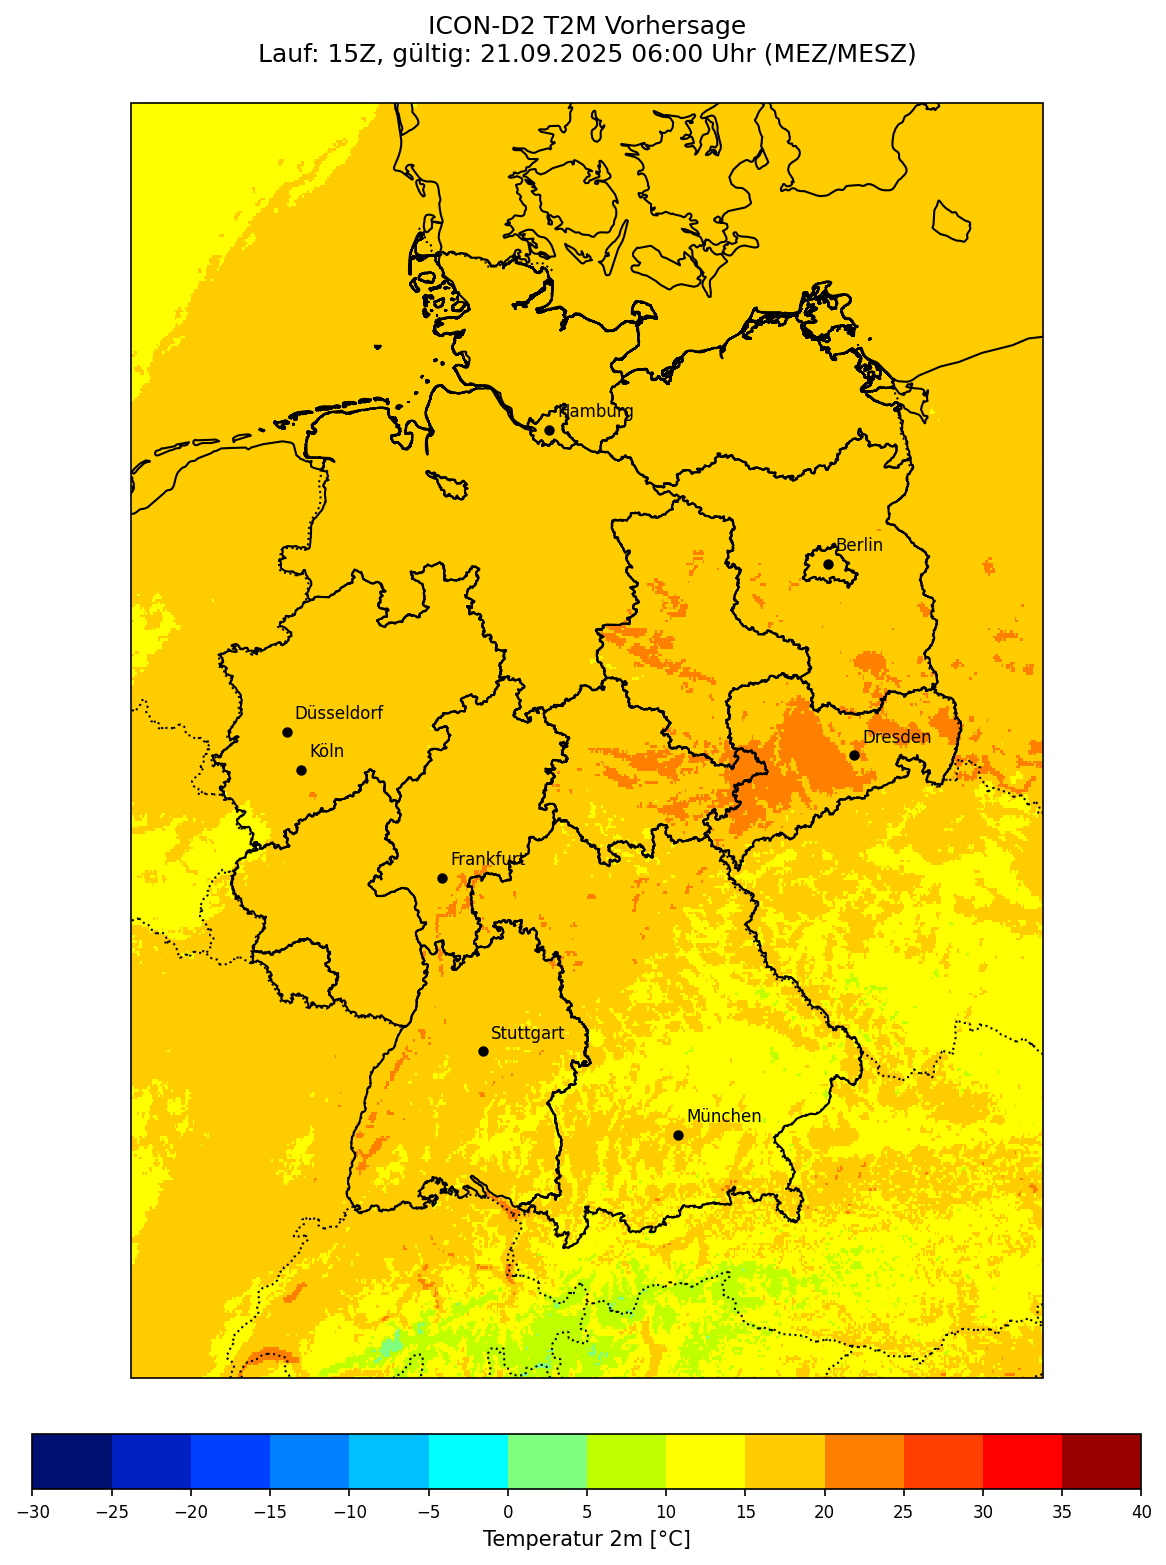 ICON-D2 T2M Vorhersage
Lauf: 15Z, gültig: 21.09.2025 06:00 Uhr (MEZ/MESZ)
Hamburg
Berlin
Düsseldorf
Dresden
Köln
Frankfurt
Stuttgart
München
−30 −25 −20 −15 −10 −5 0 5 10 15 20 25 30 35 40
Temperatur 2m [°C]